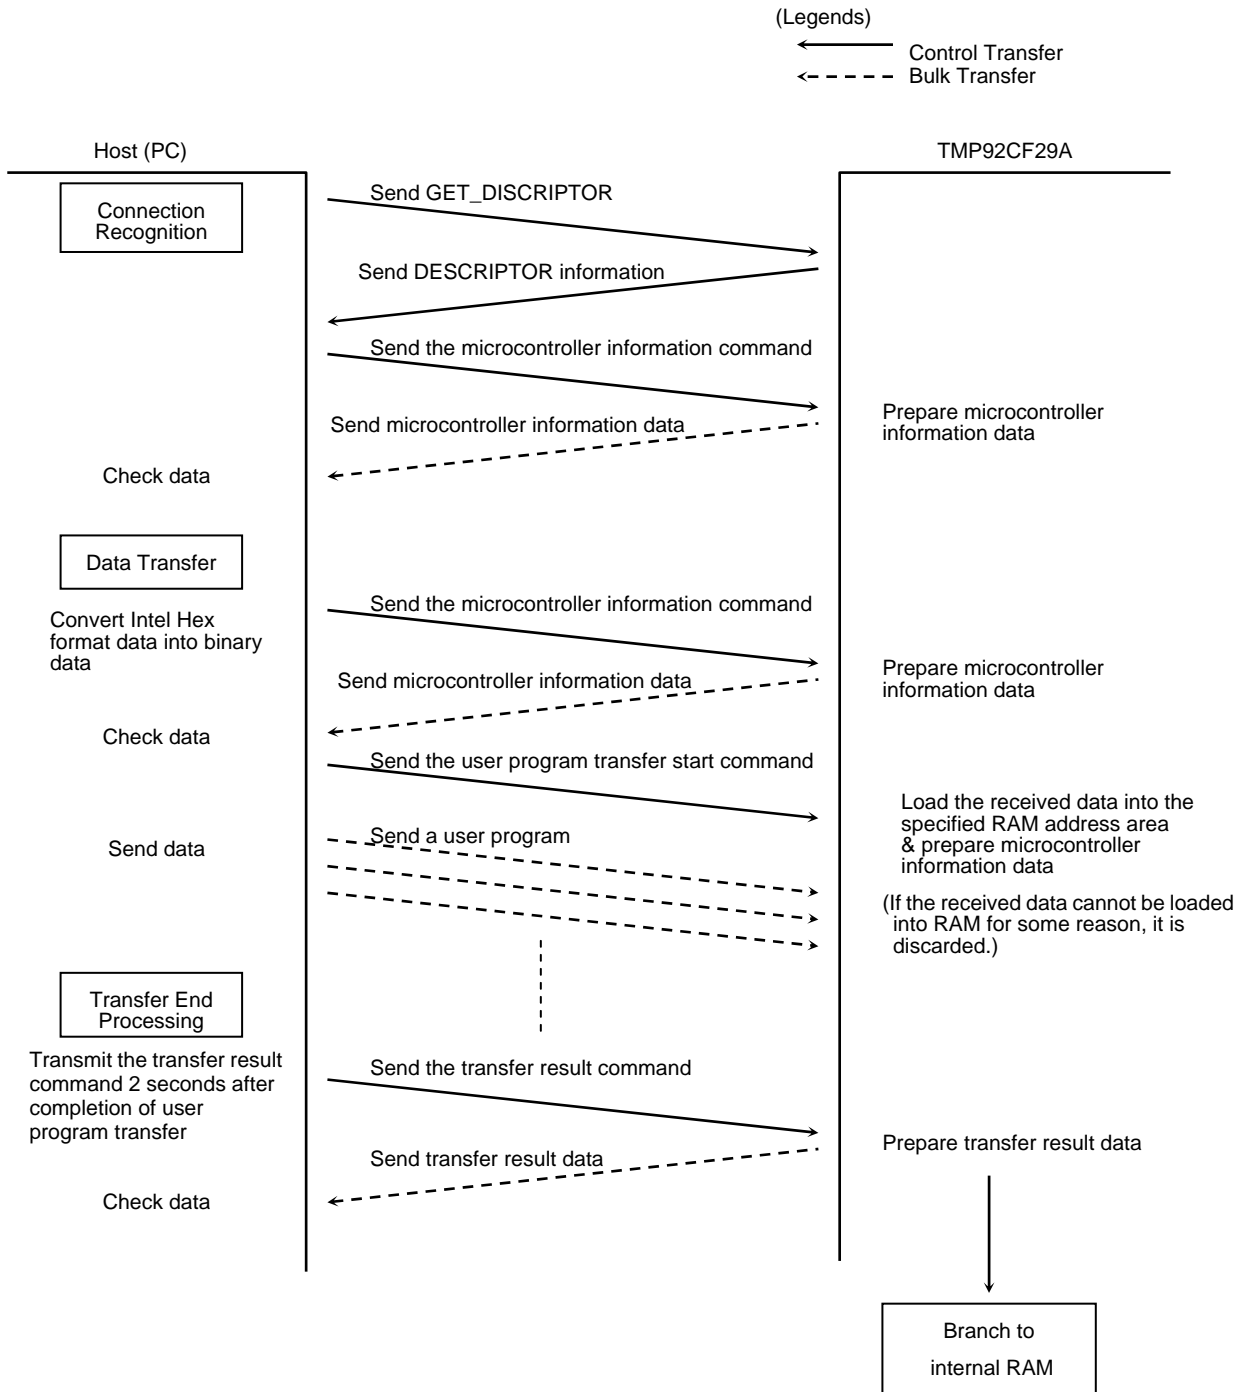 (Legends)
Control Transfer
Bulk Transfer
Host (PC)
TMP92CF29A
Connection
Recognition
Send GET_DISCRIPTOR
Send DESCRIPTOR information
Send the microcontroller information command
Prepare microcontroller
information data
Send microcontroller information data
Check data
Data Transfer
Convert Intel Hex
format data into binary
data
Send the microcontroller information command
Prepare microcontroller
information data
Send microcontroller information data
Check data
Send the user program transfer start command
Load the received data into the
specified RAM address area
& prepare microcontroller
information data
Send a user program
Send data
(If the received data cannot be loaded
into RAM for some reason, it is
discarded.)
Transfer End
Processing
Transmit the transfer result
command 2 seconds after
completion of user
program transfer
Send the transfer result command
Prepare transfer result data
Send transfer result data
Check data
Branch to
internal RAM